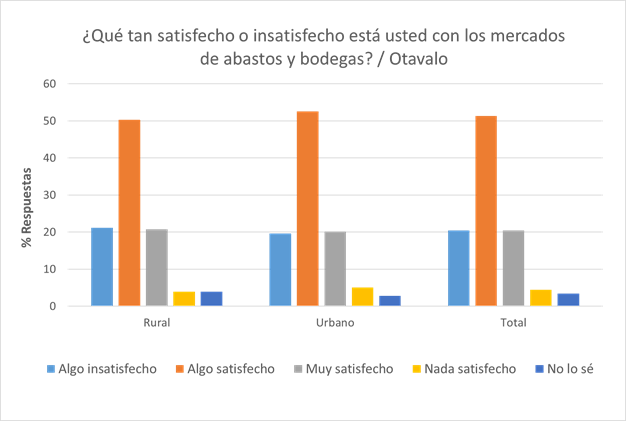 ¿Qué tan satisfecho o insatisfecho está usted con los mercados
de abastos y bodegas? / Otavalo
% Respuestas
60
50
40
30
20
10
0
Rural
Urbano
Total
Algo insatisfecho
Algo satisfecho
Muy satisfecho
Nada satisfecho
No lo sé